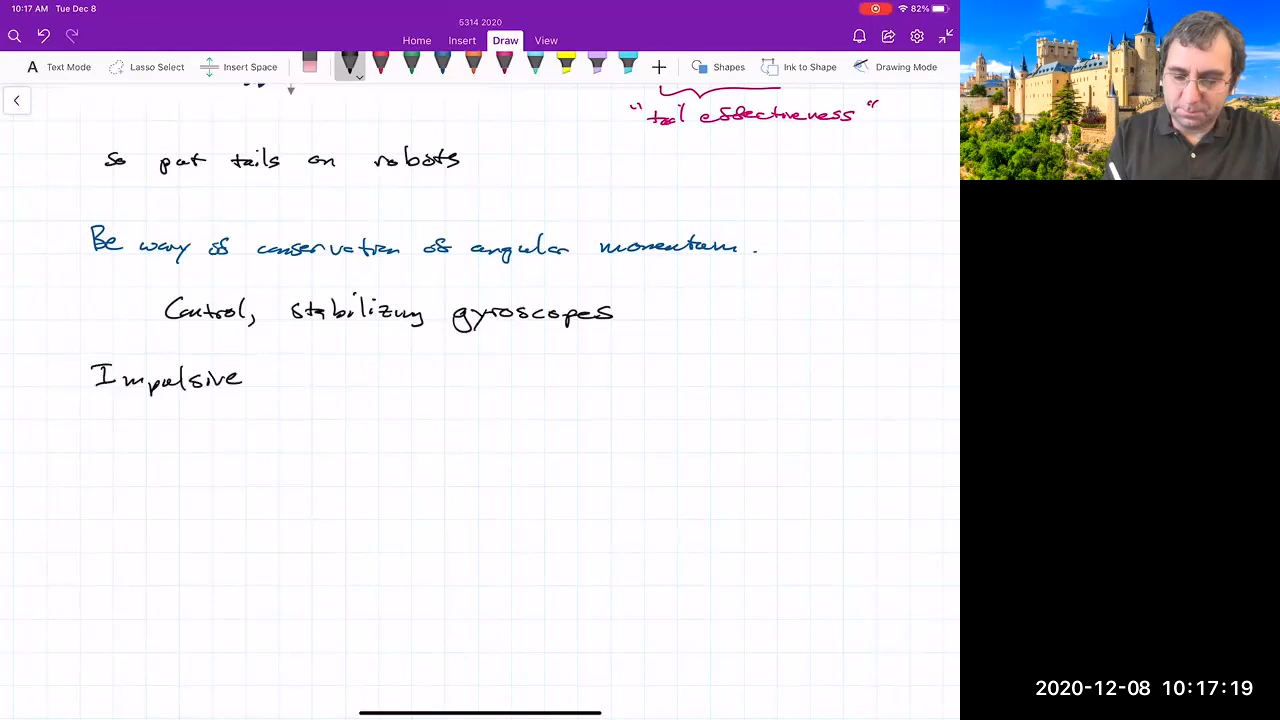 10:17 AM Tue Dec 8
82%
5314 2020
Home Insert Draw View
Text Mode Lasso Select Insert Space Shapes Ink to Shape Drawing Mode
"tail effectiveness"
So put tails on robots
Be wary of conservation of angular momentum.
Control, stabilizing gyroscopes
Impulsive
2020-12-08 10:17:19